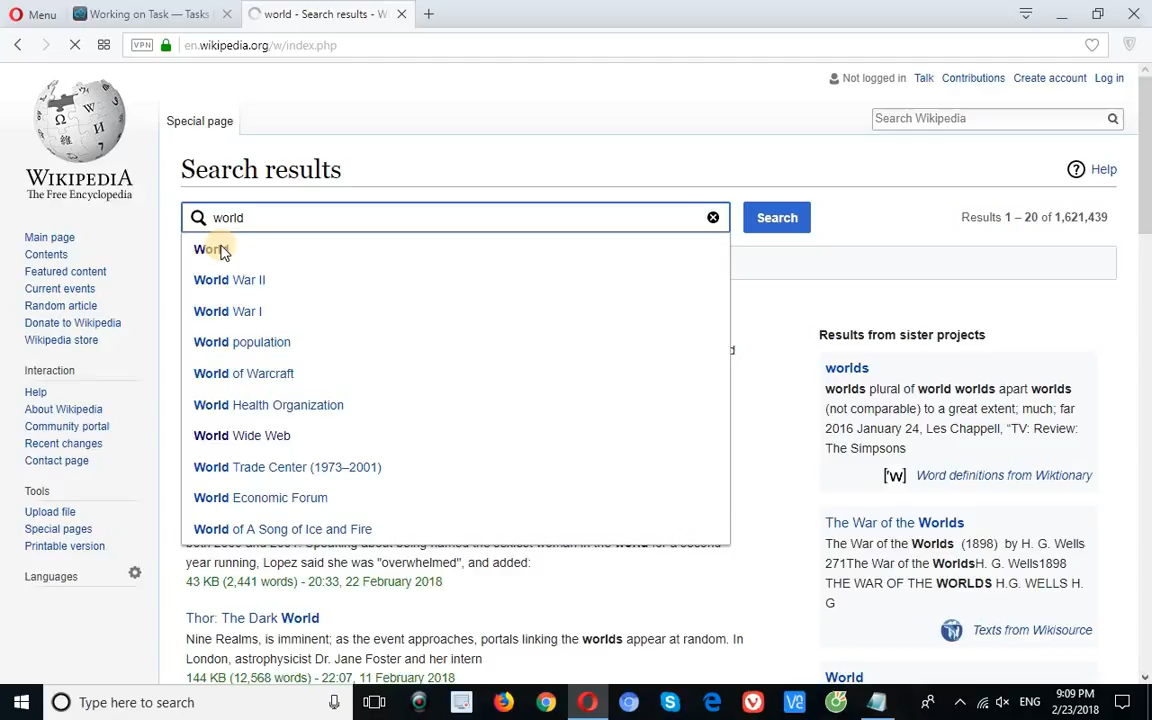 Menu
Working on Task — Tasks
world - Search results - W
VPN
en.wikipedia.org/w/index.php
Not logged in Talk Contributions Create account Log in
WIKIPEDIA
The Free Encyclopedia
Special page
Search Wikipedia
Search results
Help
world
Search
Results 1 – 20 of 1,621,439
World
World War II
World War I
World population
World of Warcraft
World Health Organization
World Wide Web
World Trade Center (1973–2001)
World Economic Forum
World of A Song of Ice and Fire
Main page
Contents
Featured content
Current events
Random article
Donate to Wikipedia
Wikipedia store
Interaction
Help
About Wikipedia
Community portal
Recent changes
Contact page
Tools
Upload file
Special pages
Printable version
Languages
year running, Lopez said she was "overwhelmed", and added:
43 KB (2,441 words) - 20:33, 22 February 2018
Thor: The Dark World
Nine Realms, is imminent; as the event approaches, portals linking the worlds appear at random. In
London, astrophysicist Dr. Jane Foster and her intern
144 KB (12,568 words) - 22:07, 11 February 2018
Results from sister projects
worlds
worlds plural of world worlds apart worlds
(not comparable) to a great extent; much; far
2016 January 24, Les Chappell, “TV: Review:
The Simpsons
['w] Word definitions from Wiktionary
The War of the Worlds
The War of the Worlds (1898) by H. G. Wells
271The War of the WorldsH. G. Wells1898
THE WAR OF THE WORLDS H.G. WELLS H.
G
Texts from Wikisource
World
Type here to search
ENG
9:09 PM
2/23/2018